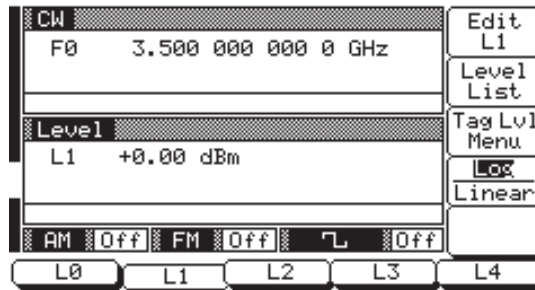 CW
F0 3.500 000 000 0 GHz
Level
L1 +0.00 dBm
AM Off FM Off Off
Edit
L1
Level
List
Tag Lvl
Menu
Log
Linear
L0 L1 L2 L3 L4